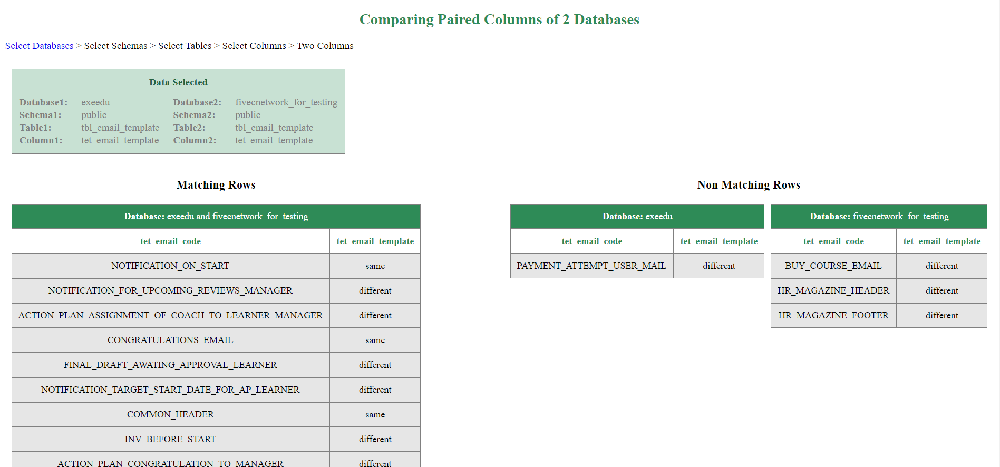 Comparing Paired Columns of 2 Databases
Select Databases > Select Schemas > Select Tables > Select Columns > Two Columns
Data Selected
Database1: exeedu Database2: fivecnetwork_for_testing
Schema1: public Schema2: public
Table1: tbl_email_template Table2: tbl_email_template
Column1: tet_email_template Column2: tet_email_template
Matching Rows
Database: exeedu and fivecnetwork_for_testing
tet_email_code tet_email_template
NOTIFICATION_ON_START same
NOTIFICATION_FOR_UPCOMING_REVIEWS_MANAGER different
ACTION_PLAN_ASSIGNMENT_OF_COACH_TO_LEARNER_MANAGER different
CONGRATULATIONS_EMAIL same
FINAL_DRAFT_AWATING_APPROVAL_LEARNER different
NOTIFICATION_TARGET_START_DATE_FOR_AP_LEARNER different
COMMON_HEADER same
INV_BEFORE_START different
ACTION_PLAN_CONGRATULATION_TO_MANAGER different
Non Matching Rows
Database: exeedu
tet_email_code tet_email_template
PAYMENT_ATTEMPT_USER_MAIL different
Database: fivecnetwork_for_testing
tet_email_code tet_email_template
BUY_COURSE_EMAIL different
HR_MAGAZINE_HEADER different
HR_MAGAZINE_FOOTER different